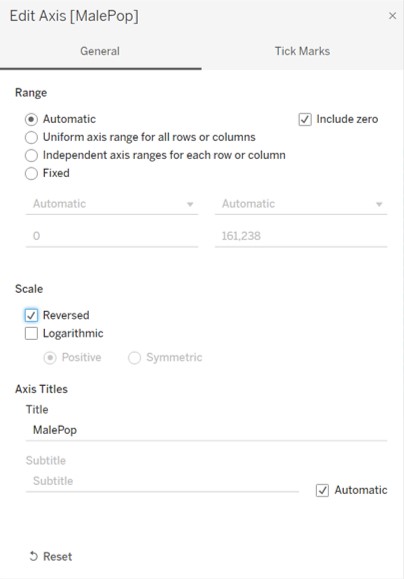 Edit Axis [MalePop] ×
General Tick Marks
Range
Automatic Include zero
Uniform axis range for all rows or columns
Independent axis ranges for each row or column
Fixed
Automatic Automatic
0 161,238
Scale
Reversed
Logarithmic
Positive Symmetric
Axis Titles
Title
MalePop
Subtitle
Subtitle Automatic
Reset